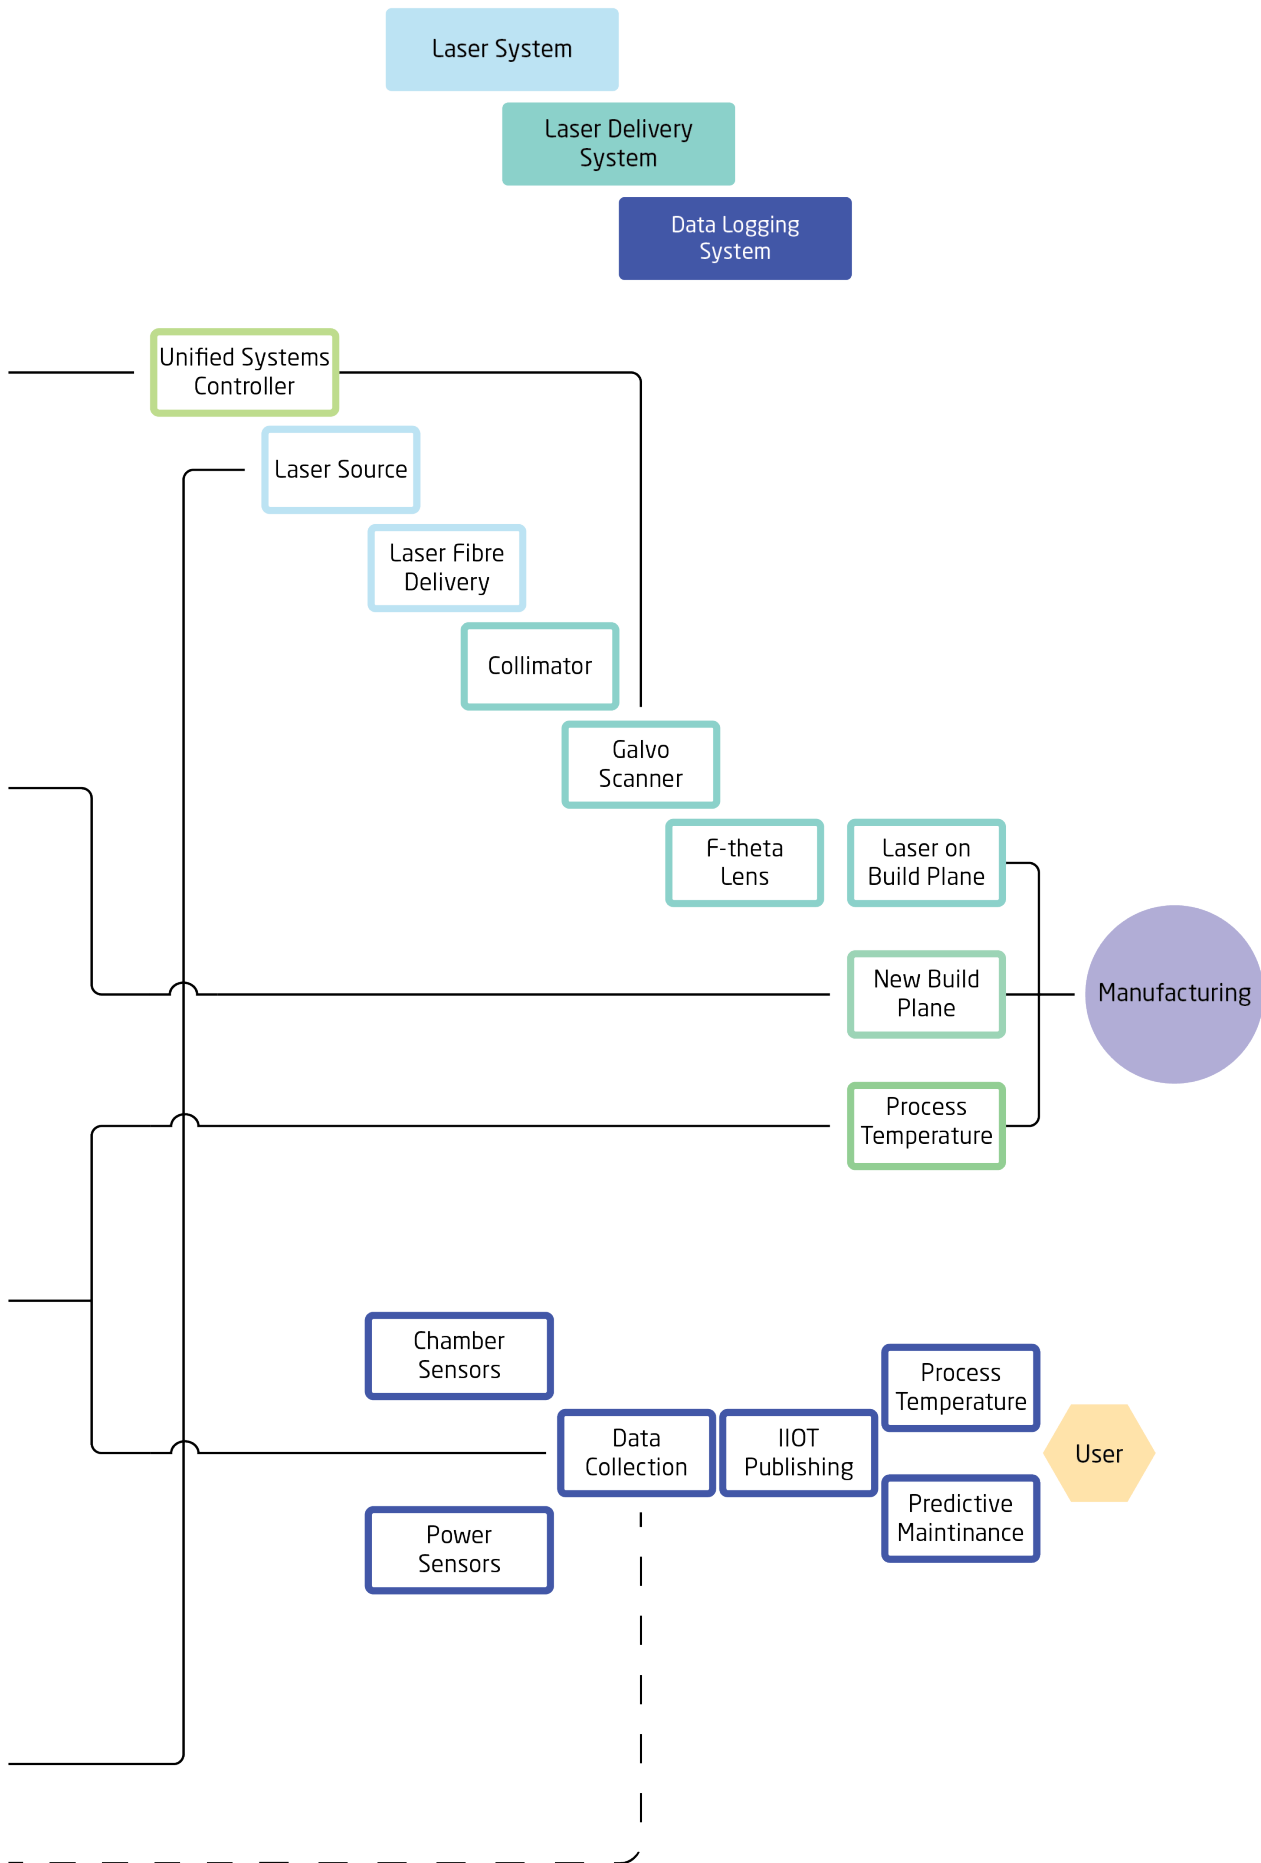 Laser System
Laser Delivery
System
Data Logging
System
Unified Systems
Controller
Laser Source
Laser Fibre
Delivery
Collimator
Galvo
Scanner
F-theta
Lens
Laser on
Build Plane
New Build
Plane
Manufacturing
Process
Temperature
Chamber
Sensors
Process
Temperature
Data
Collection
IIOT
Publishing
User
Predictive
Maintinance
Power
Sensors